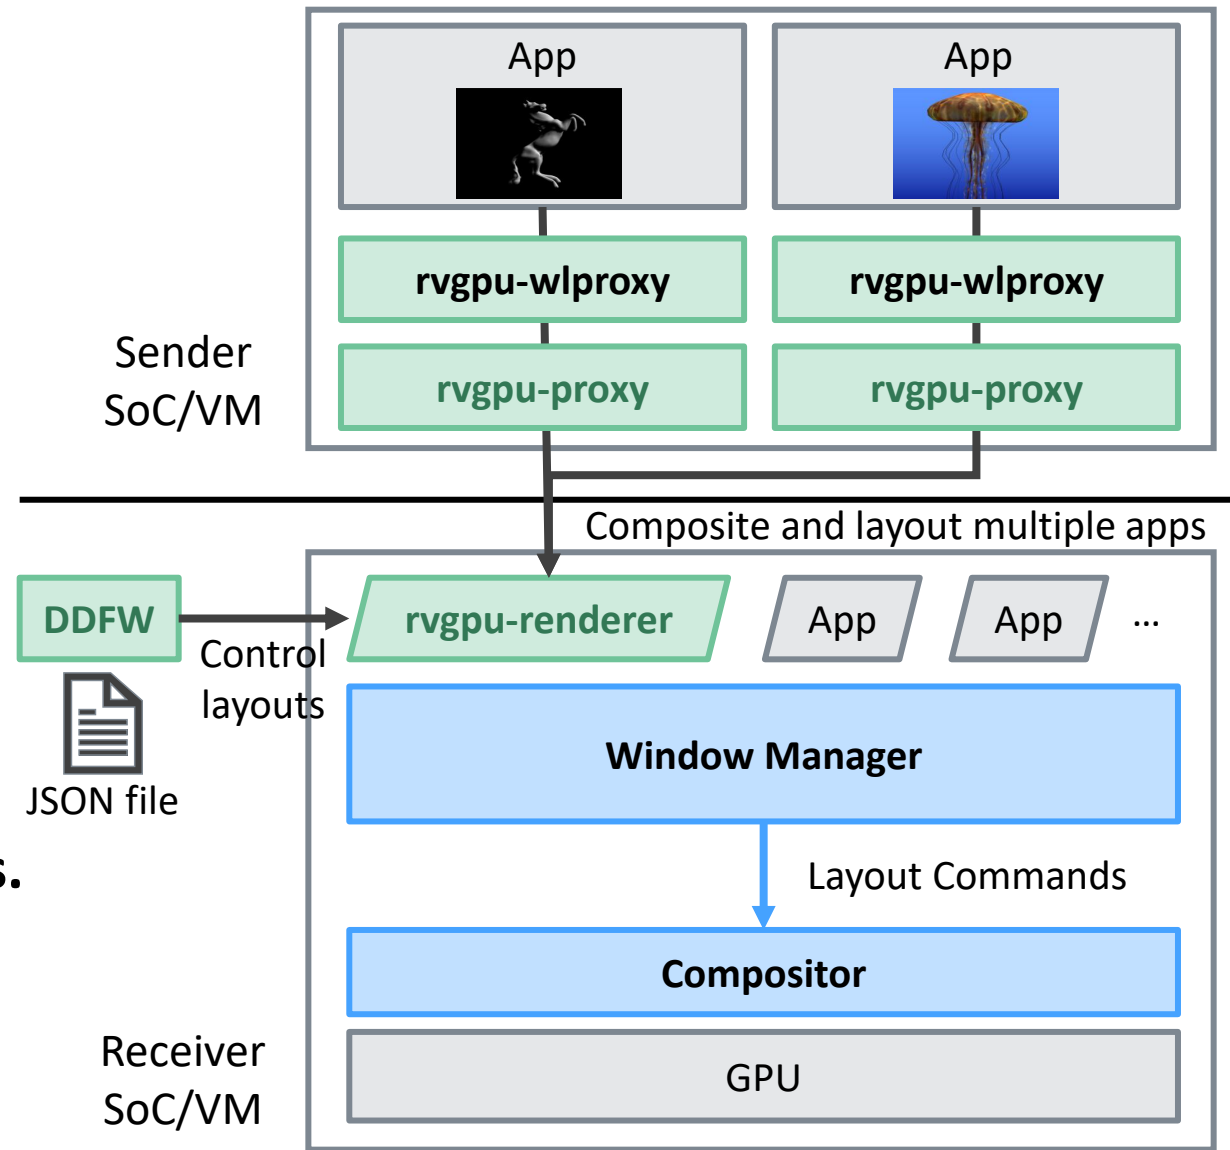 App
App
rvgpu-wlproxy
rvgpu-wlproxy
Sender
SoC/VM
rvgpu-proxy
rvgpu-proxy
Composite and layout multiple apps
DDFW
Control
layouts
rvgpu-renderer
App
App
...
JSON file
Window Manager
s.
Layout Commands
Compositor
Receiver
SoC/VM
GPU